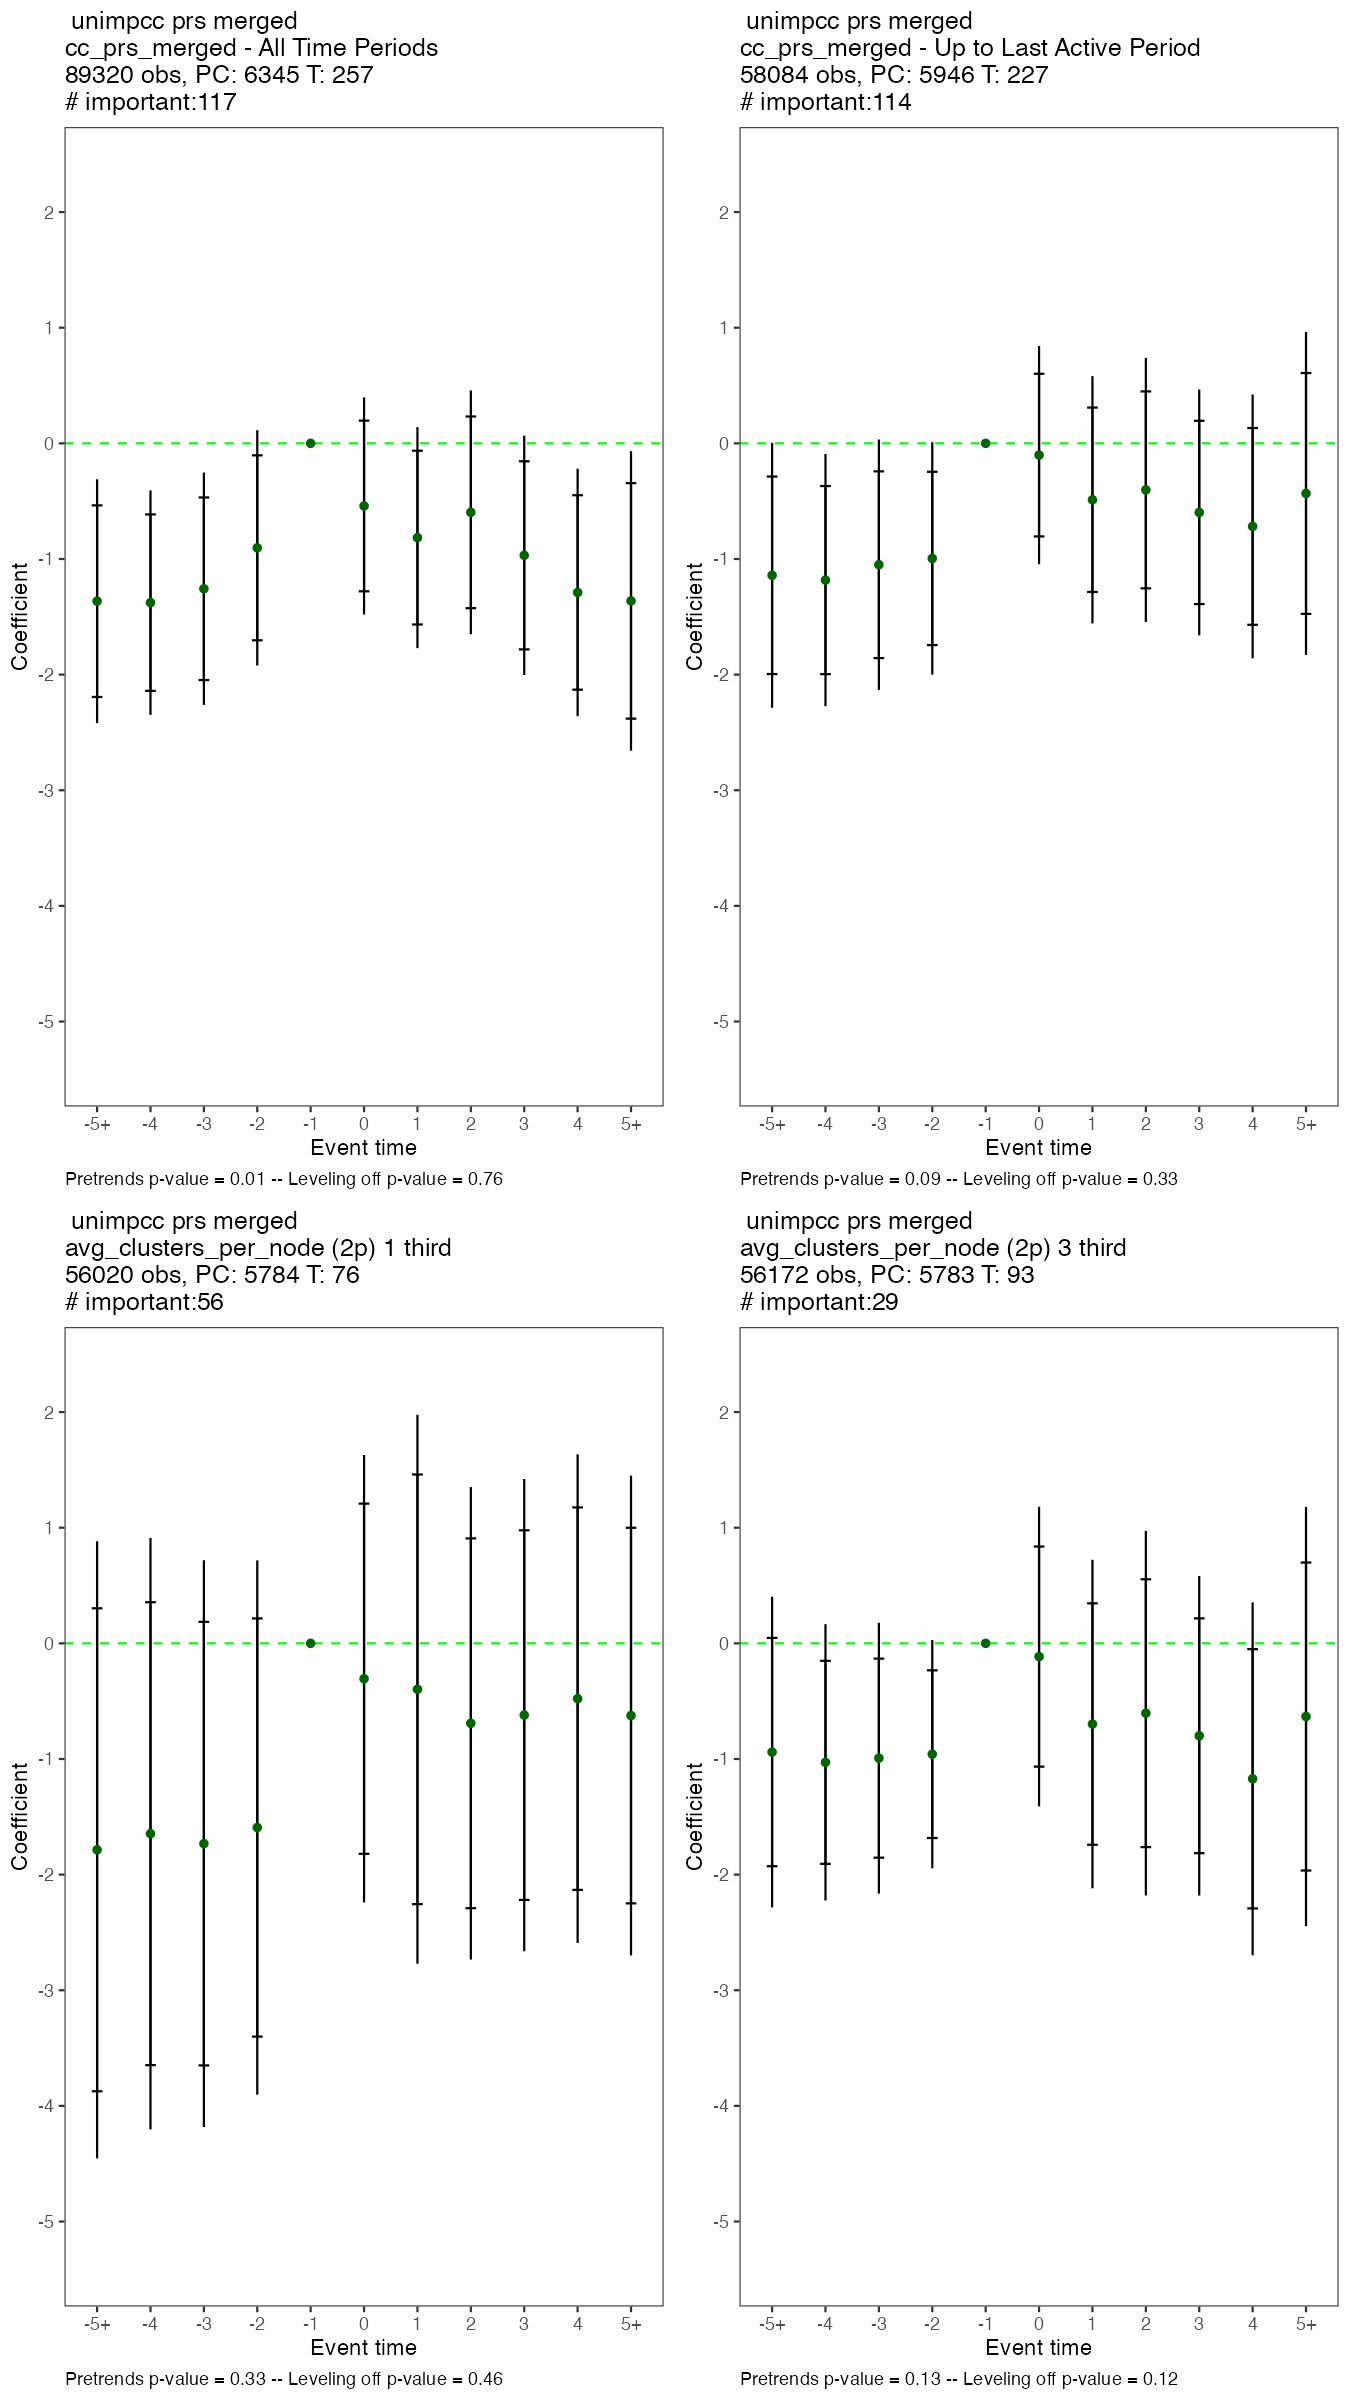 unimpcc prs merged
cc_prs_merged - All Time Periods
89320 obs, PC: 6345 T: 257
# important:117
2
1
0
-1
-2
-3
-4
-5
Coefficient
-5+ -4 -3 -2 -1 0 1 2 3 4 5+
Event time
Pretrends p-value = 0.01 -- Leveling off p-value = 0.76
unimpcc prs merged
cc_prs_merged - Up to Last Active Period
58084 obs, PC: 5946 T: 227
# important:114
2
1
0
-1
-2
-3
-4
-5
Coefficient
-5+ -4 -3 -2 -1 0 1 2 3 4 5+
Event time
Pretrends p-value = 0.09 -- Leveling off p-value = 0.33
unimpcc prs merged
avg_clusters_per_node (2p) 1 third
56020 obs, PC: 5784 T: 76
# important:56
2
1
0
-1
-2
-3
-4
-5
Coefficient
-5+ -4 -3 -2 -1 0 1 2 3 4 5+
Event time
Pretrends p-value = 0.33 -- Leveling off p-value = 0.46
unimpcc prs merged
avg_clusters_per_node (2p) 3 third
56172 obs, PC: 5783 T: 93
# important:29
2
1
0
-1
-2
-3
-4
-5
Coefficient
-5+ -4 -3 -2 -1 0 1 2 3 4 5+
Event time
Pretrends p-value = 0.13 -- Leveling off p-value = 0.12